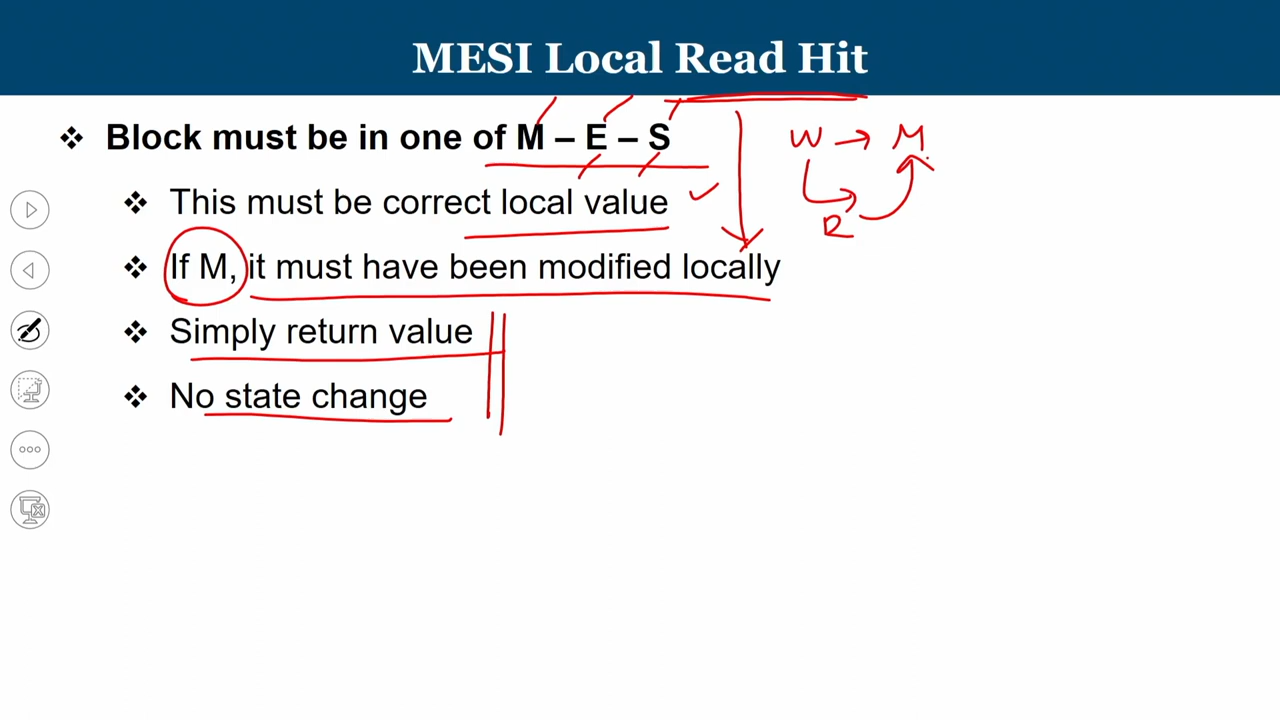 MESI Local Read Hit
❖ Block must be in one of M – E – S
W → M
❖ This must be correct local value
R
❖ If M, it must have been modified locally
❖ Simply return value
❖ No state change